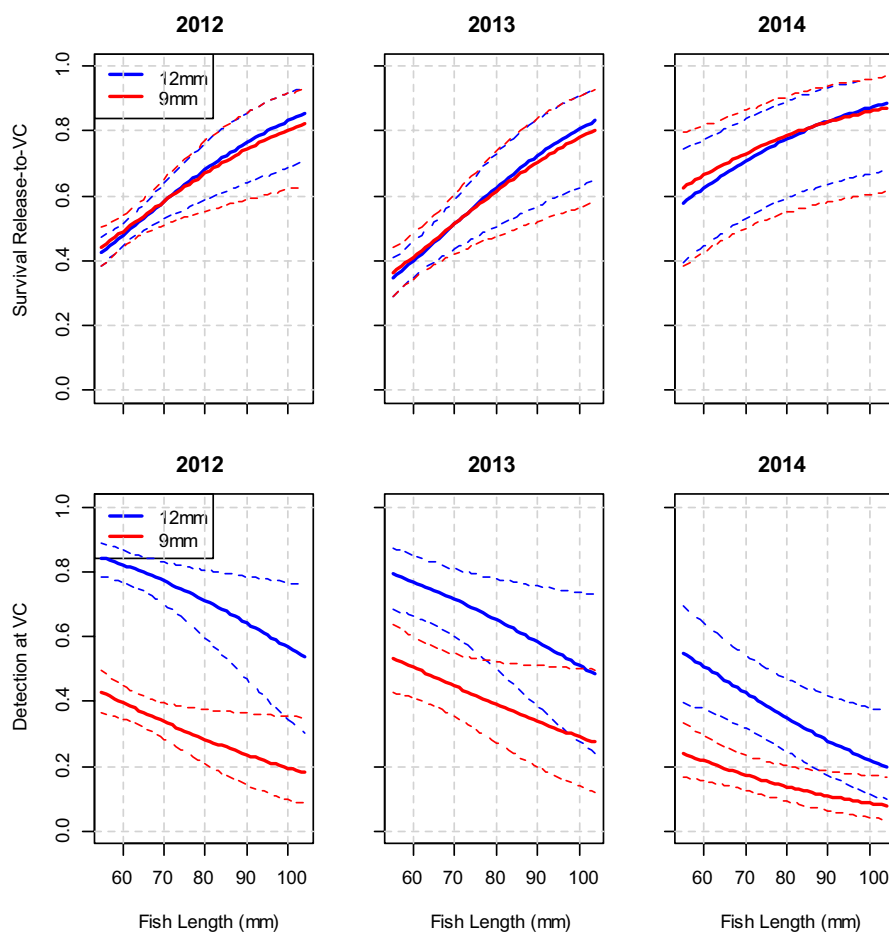 2012
2013
2014
Survival Release-to-VC
1.0
0.8
0.6
0.4
0.2
0.0
12mm
9mm
2012
2013
2014
Detection at VC
1.0
0.8
0.6
0.4
0.2
0.0
12mm
9mm
60 70 80 90 100
60 70 80 90 100
60 70 80 90 100
Fish Length (mm)
Fish Length (mm)
Fish Length (mm)